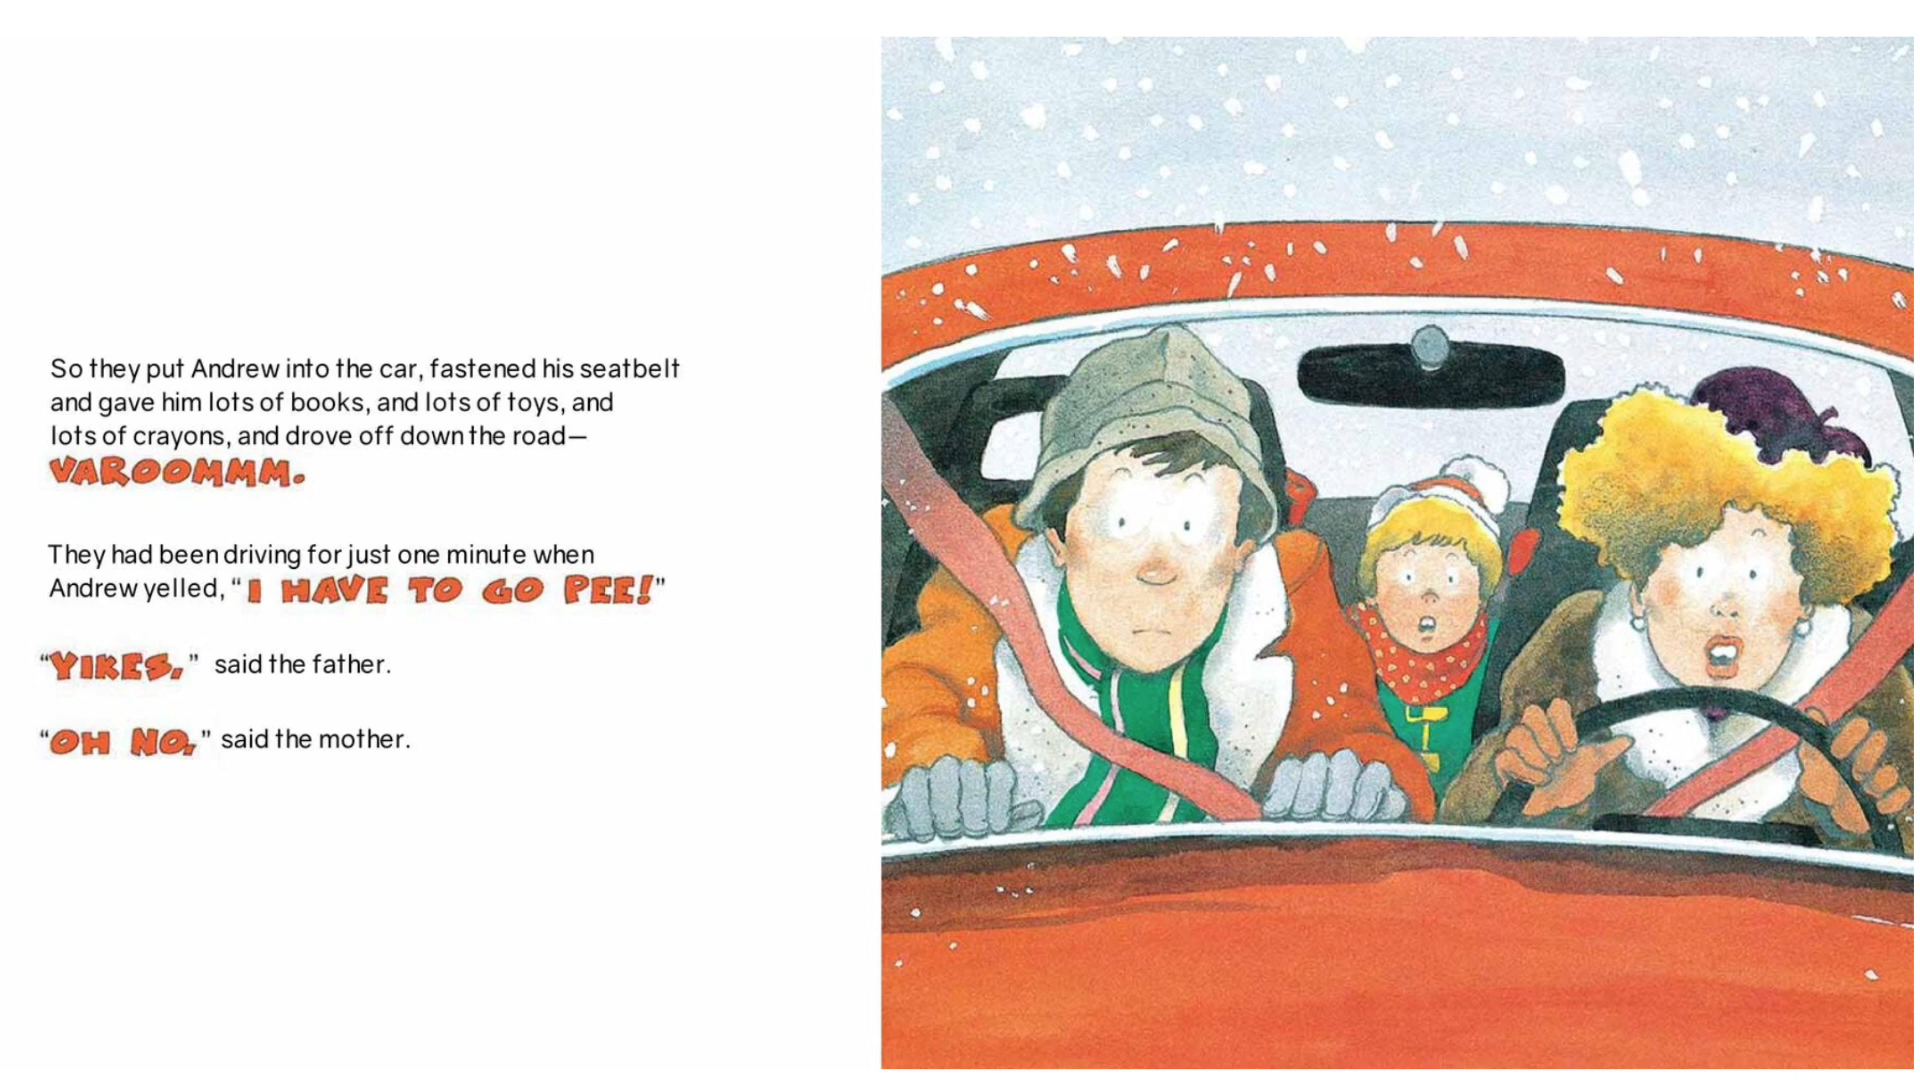 So they put Andrew into the car, fastened his seatbelt
and gave him lots of books, and lots of toys, and
lots of crayons, and drove off down the road—
VAROOMMM.
They had been driving for just one minute when
Andrew yelled, “I HAVE TO GO PEE!”
“YIKES,” said the father.
“OH NO,” said the mother.